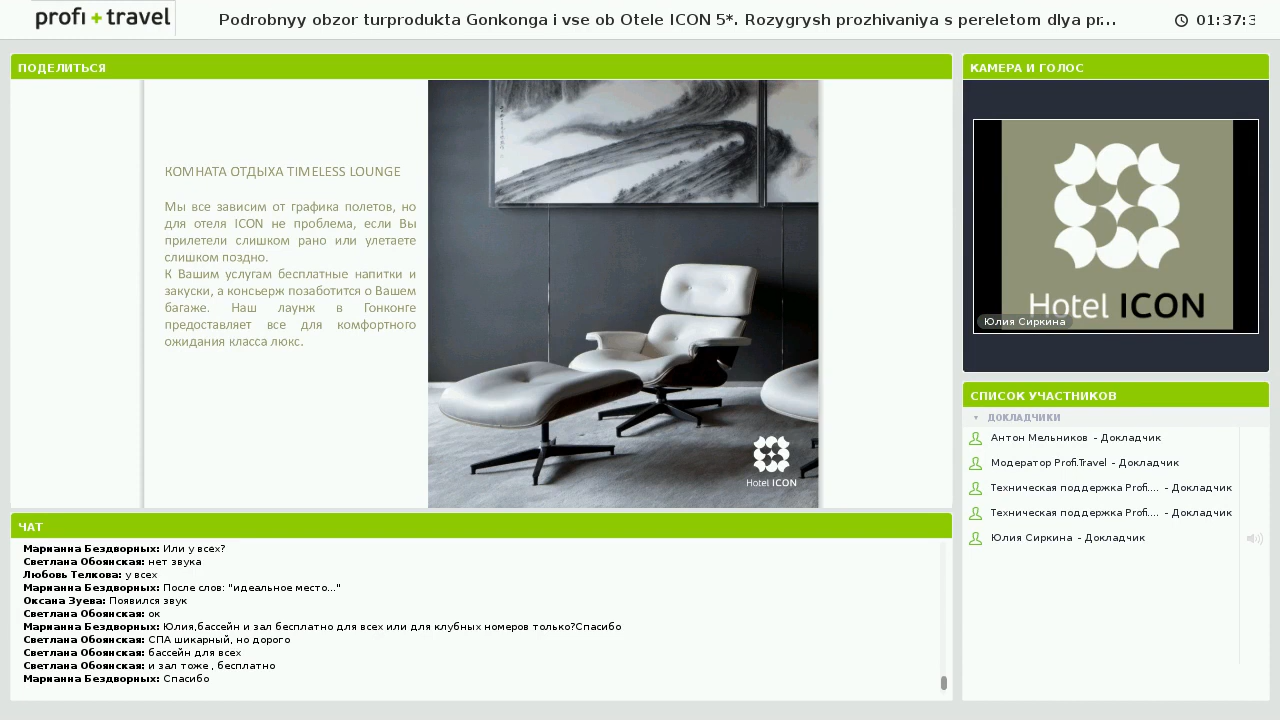 profi + travel
Podrobnyy obzor turprodukta Gonkonga i vse ob Otele ICON 5*. Rozygrysh prozhivaniya s pereletom dlya pr...
01:37:3
ПОДЕЛИТЬСЯ
КОМНАТА ОТДЫХА TIMELESS LOUNGE
Мы все зависим от графика полетов, но
для отеля ICON не проблема, если Вы
прилетели слишком рано или улетаете
слишком поздно.
К Вашим услугам бесплатные напитки и
закуски, а консьерж позаботится о Вашем
багаже. Наш лаунж в Гонконге
предоставляет все для комфортного
ожидания класса люкс.
Hotel ICON
КАМЕРА И ГОЛОС
Hotel ICON
Юлия Сиркина
СПИСОК УЧАСТНИКОВ
ДОКЛАДЧИКИ
Антон Мельников - Докладчик
Модератор Profi.Travel - Докладчик
Техническая поддержка Profi.... - Докладчик
Техническая поддержка Profi.... - Докладчик
Юлия Сиркина - Докладчик
ЧАТ
Марианна Бездворных: Или у всех?
Светлана Обоянская: нет звука
Любовь Телкова: у всех
Марианна Бездворных: После слов: "идеальное место..."
Оксана Зуева: Появился звук
Светлана Обоянская: ок
Марианна Бездворных: Юлия,бассейн и зал бесплатно для всех или для клубных номеров только?Спасибо
Светлана Обоянская: СПА шикарный, но дорого
Светлана Обоянская: бассейн для всех
Светлана Обоянская: и зал тоже , бесплатно
Марианна Бездворных: Спасибо